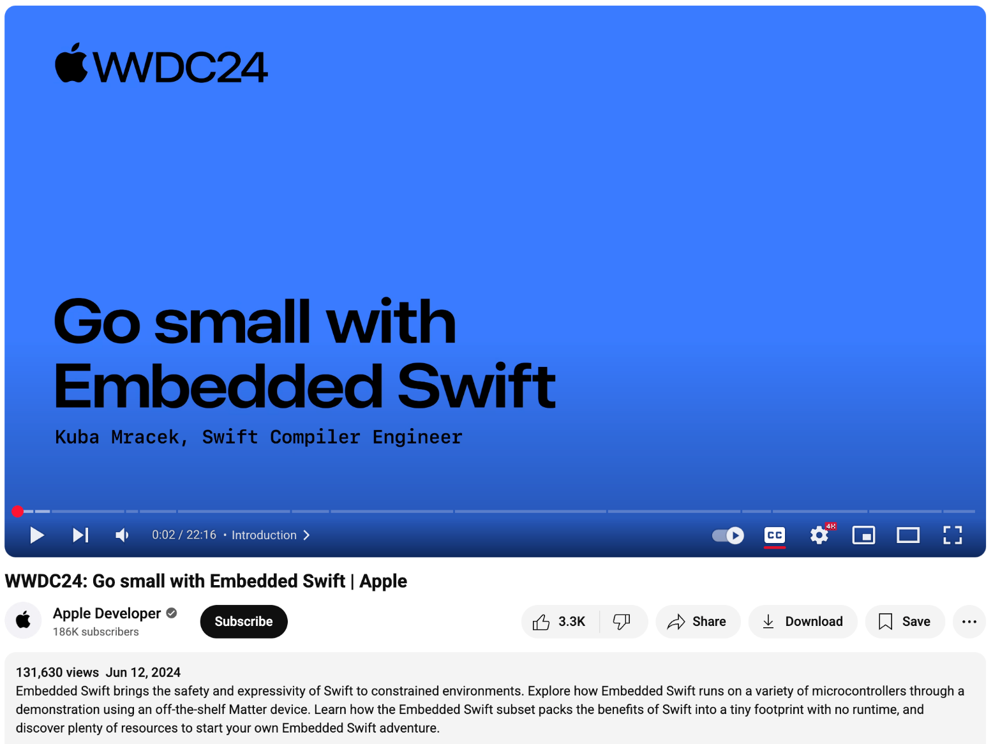 WWDC24
Go small with
Embedded Swift
Kuba Mracek, Swift Compiler Engineer
0:02 / 22:16 • Introduction
CC
4K
WWDC24: Go small with Embedded Swift | Apple
Apple Developer
186K subscribers
Subscribe
3.3K
Share
Download
Save
131,630 views Jun 12, 2024
Embedded Swift brings the safety and expressivity of Swift to constrained environments. Explore how Embedded Swift runs on a variety of microcontrollers through a
demonstration using an off-the-shelf Matter device. Learn how the Embedded Swift subset packs the benefits of Swift into a tiny footprint with no runtime, and
discover plenty of resources to start your own Embedded Swift adventure.